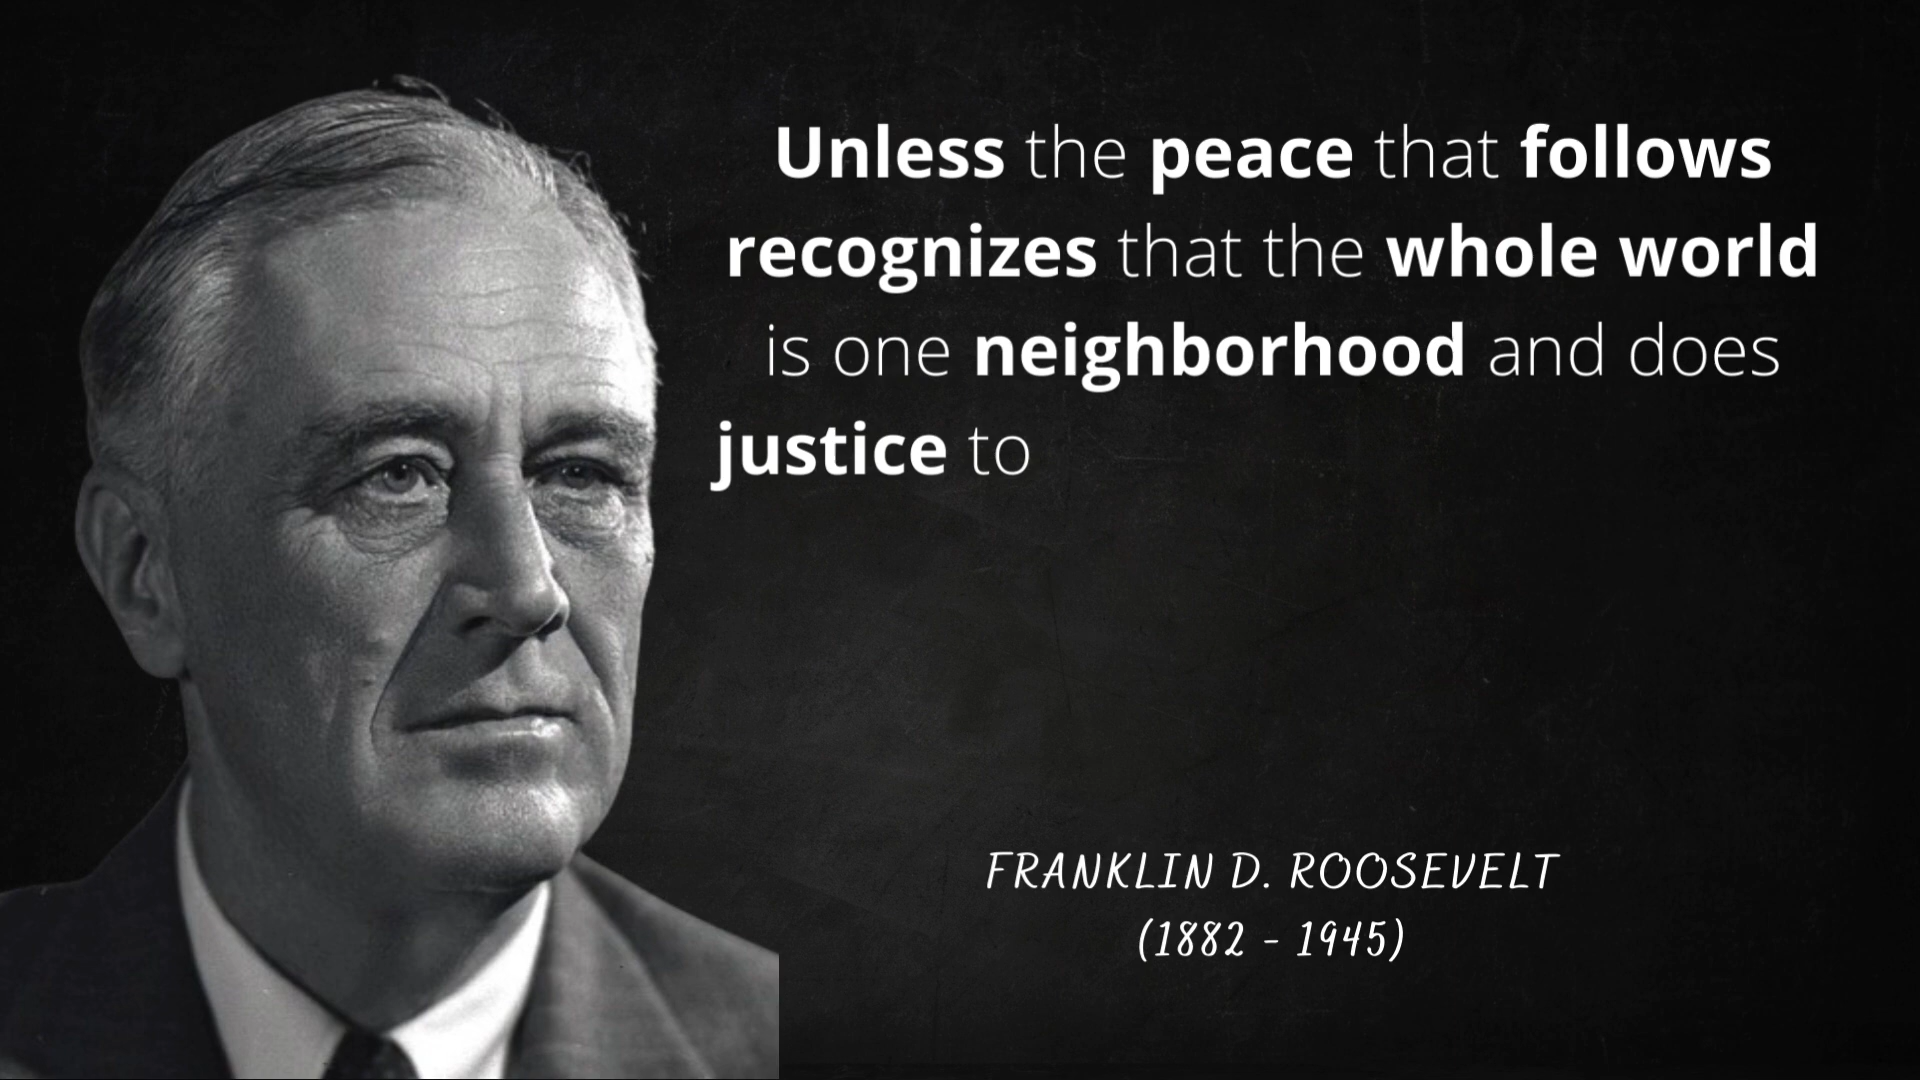 Unless the peace that follows
recognizes that the whole world
is one neighborhood and does
justice to
FRANKLIN D. ROOSEVELT
(1882 - 1945)